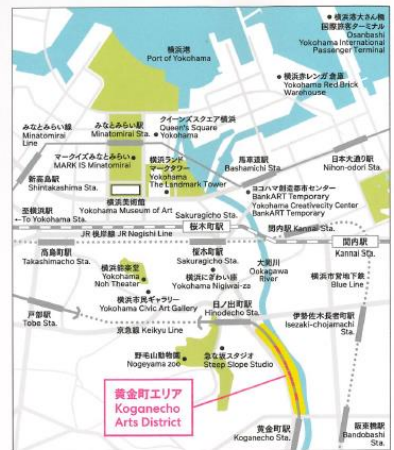 横浜港大さん橋
国際旅客ターミナル
Osanbashi
Yokohama International
Passenger Terminal
横浜港
Port of Yokohama
横浜赤レンガ 倉庫
Yokohama Red Brick
Warehouse
みなとみらい線
Minatomirai
Line
みなとみらい駅
Minatomirai Sta.
クイーンズスクエア横浜
Queen's Square
Yokohama
マークイズみなとみらい
MARK IS Minatomirai
横浜ランド
マークタワー
Yokohama
The Landmark Tower
馬車道駅
Bashamichi Sta.
日本大通り駅
Nihon-odori Sta.
新高島駅
Shintakashima Sta.
横浜美術館
Yokohama Museum of Art
ヨコハマ創造都市センター
BankART Temporary
Yokohama Creativecity Center
BankART Temporary
至横浜駅
←To Yokohama Sta.
Sakuragicho Sta.
桜木町駅
JR 根岸線 JR Negishi Line
関内駅 Kannai Sta.
関内駅
Kannai Sta.
高島町駅
Takashimacho Sta.
桜木町駅
Sakuragicho Sta.
大岡川
Ookagawa
River
横浜市営地下鉄
Blue Line
横浜能楽堂
Yokohama
Noh Theater
横浜にぎわい座
Yokohama Nigiwai-za
横浜市民ギャラリー
Yokohama Civic Art Gallery
戸部駅
Tobe Sta.
日ノ出町駅
Hinodecho Sta.
京急線 Keikyu Line
伊勢佐木長者町駅
Isezaki-chojamachi
Sta.
野毛山動物園
Nogeyama zoo
急な坂スタジオ
Steep Slope Studio
黄金町エリア
Koganecho
Arts District
黄金町駅
Koganecho Sta.
阪東橋駅
Bandobashi
Sta.